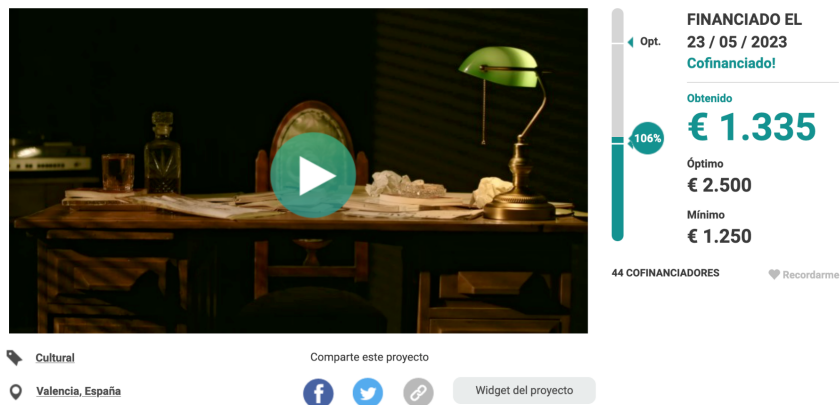 FINANCIADO EL
23 / 05 / 2023
Cofinanciado!
Opt.
106%
Obtenido
€ 1.335
Óptimo
€ 2.500
Mínimo
€ 1.250
44 COFINANCIADORES
Recordarme
Cultural
Valencia, España
Comparte este proyecto
Widget del proyecto